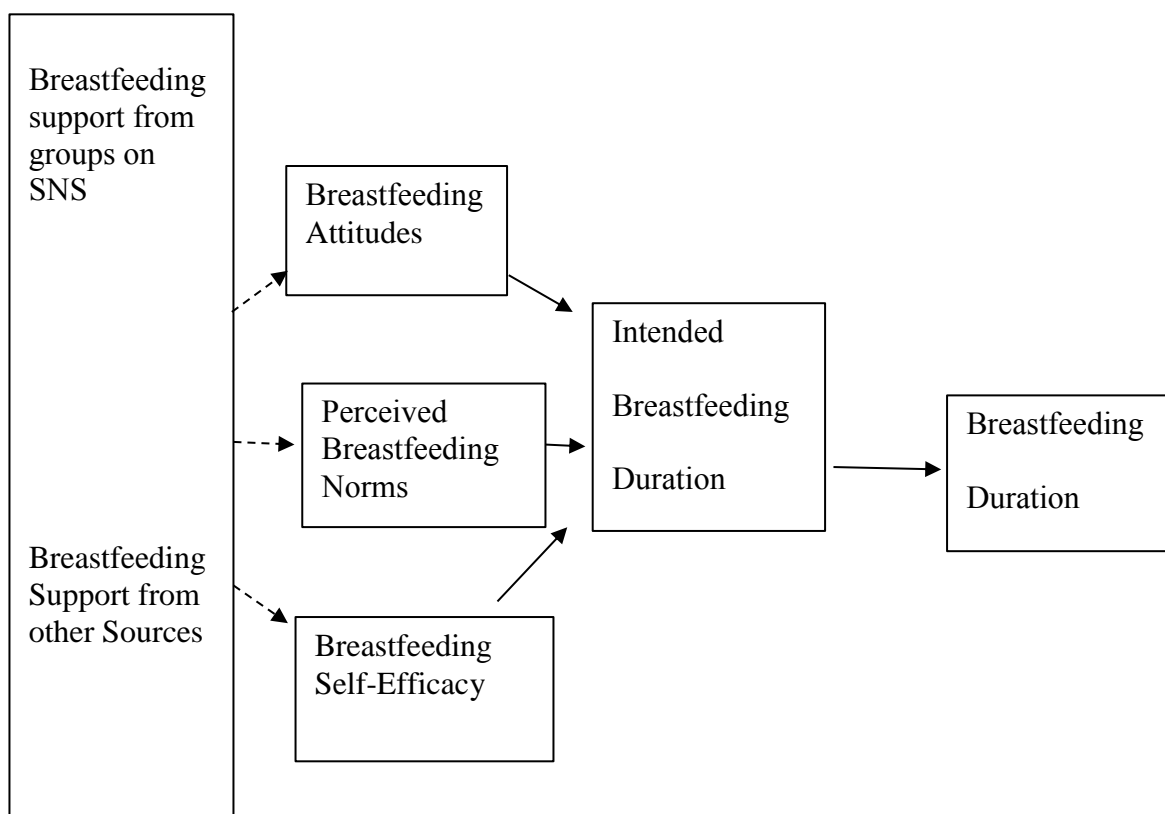 Breastfeeding
support from
groups on
SNS
Breastfeeding
Support from
other Sources
Breastfeeding
Attitudes
Perceived
Breastfeeding
Norms
Breastfeeding
Self-Efficacy
Intended
Breastfeeding
Duration
Breastfeeding
Duration